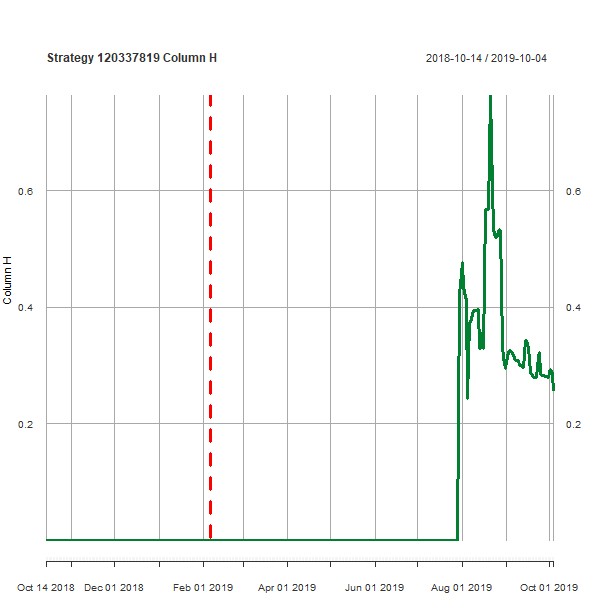 Strategy 120337819 Column H 2018-10-14 / 2019-10-04
0.6 0.6
Column H
0.4 0.4
0.2 0.2
Oct 14 2018 Dec 01 2018 Feb 01 2019 Apr 01 2019 Jun 01 2019 Aug 01 2019 Oct 01 2019